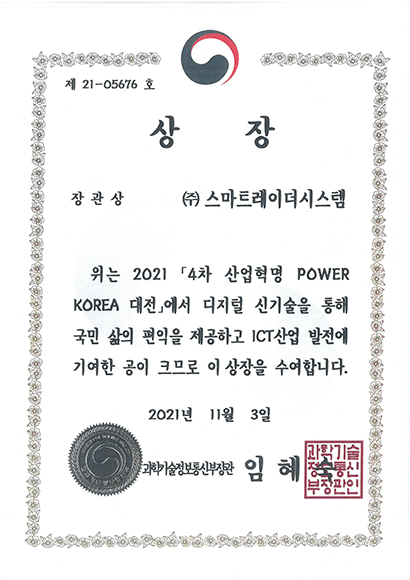 제 21-05676 호
상 장
장관상 ㈜ 스마트레이더시스템
위는 2021 「4차 산업혁명 POWER
KOREA 대전」에서 디지털 신기술을 통해
국민 삶의 편익을 제공하고 ICT산업 발전에
기여한 공이 크므로 이 상장을 수여합니다.
2021년 11월 3일
과학기술정보통신부장관 임혜숙
과학기술
정보통신
부장관인